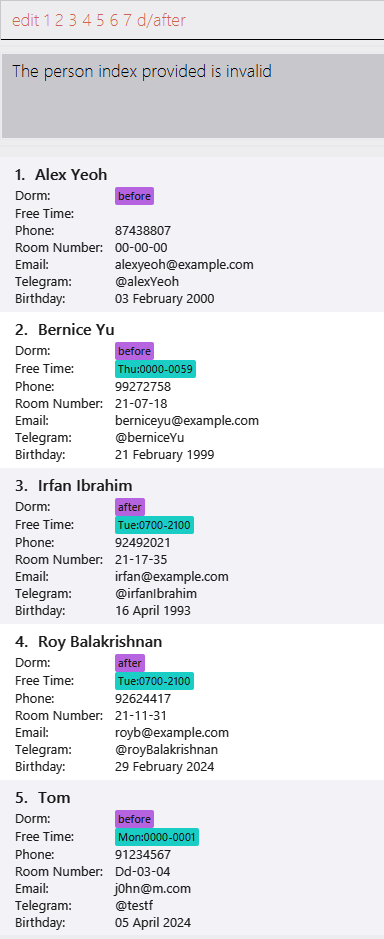 edit 1 2 3 4 5 6 7 d/after
The person index provided is invalid
1. Alex Yeoh
Dorm: before
Free Time:
Phone: 87438807
Room Number: 00-00-00
Email: alexyeoh@example.com
Telegram: @alexYeoh
Birthday: 03 February 2000
2. Bernice Yu
Dorm: before
Free Time: Thu:0000-0059
Phone: 99272758
Room Number: 21-07-18
Email: berniceyu@example.com
Telegram: @berniceYu
Birthday: 21 February 1999
3. Irfan Ibrahim
Dorm: after
Free Time: Tue:0700-2100
Phone: 92492021
Room Number: 21-17-35
Email: irfan@example.com
Telegram: @irfanIbrahim
Birthday: 16 April 1993
4. Roy Balakrishnan
Dorm: after
Free Time: Tue:0700-2100
Phone: 92624417
Room Number: 21-11-31
Email: royb@example.com
Telegram: @royBalakrishnan
Birthday: 29 February 2024
5. Tom
Dorm: before
Free Time: Mon:0000-0001
Phone: 91234567
Room Number: Dd-03-04
Email: j0hn@m.com
Telegram: @testf
Birthday: 05 April 2024